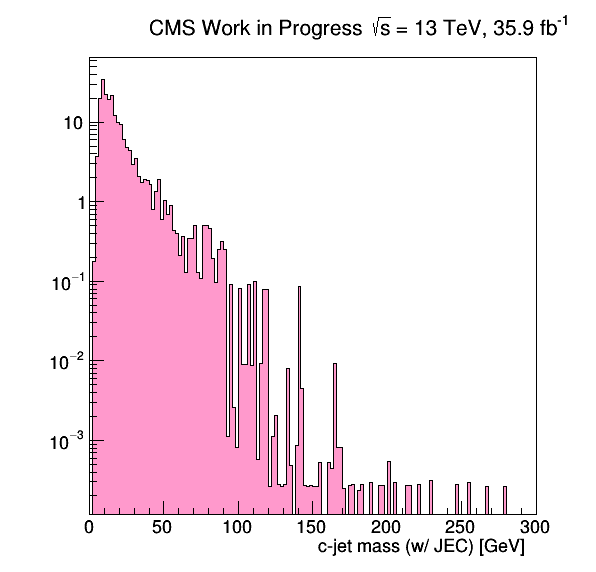 CMS Work in Progress √s = 13 TeV, 35.9 fb⁻¹
10
1
10⁻¹
10⁻²
10⁻³
0 50 100 150 200 250 300
c-jet mass (w/ JEC) [GeV]